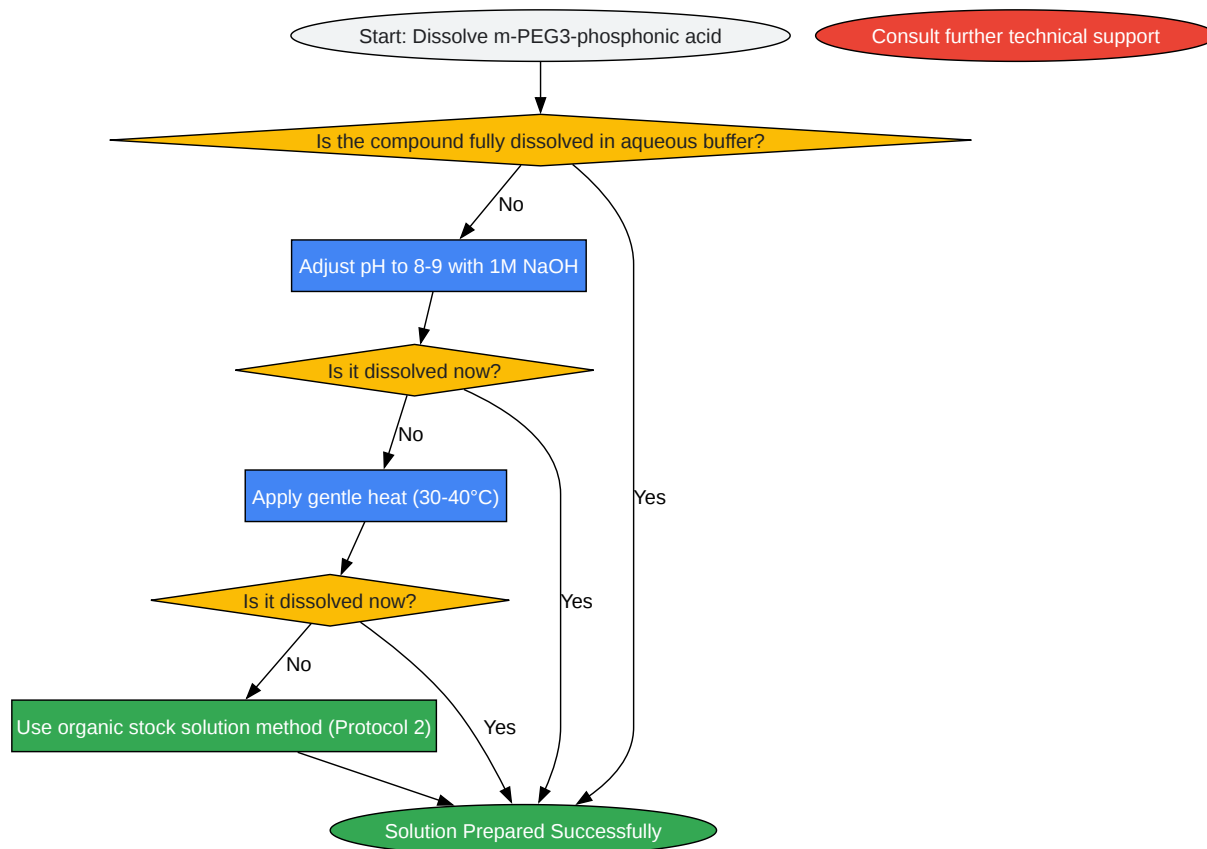 Start: Dissolve m-PEG3-phosphonic acid
Consult further technical support
Is the compound fully dissolved in aqueous buffer?
No
Adjust pH to 8-9 with 1M NaOH
Is it dissolved now?
No
Apply gentle heat (30-40°C)
Yes
Is it dissolved now?
Yes
No
Use organic stock solution method (Protocol 2)
Yes
Solution Prepared Successfully